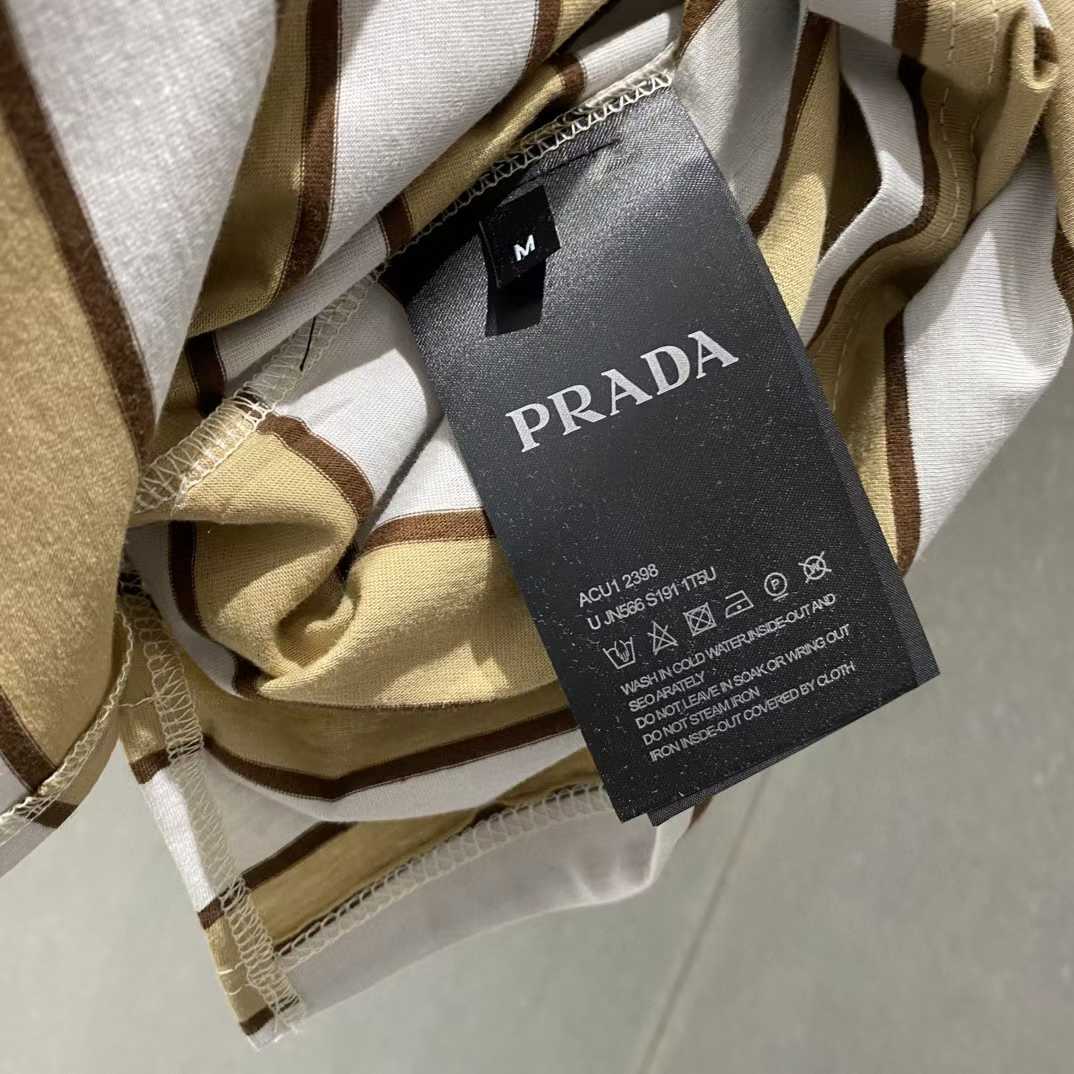 M
PRADA
ACU1 2398
U JN566 S191 1T5U
WASH IN COLD WATER.INSIDE-OUT AND
SEO ARATELY
DO NOT LEAVE IN SOAK OR WRING OUT
DO NOT STEAM IRON
IRON INSDE-OUT COVERED BY CLOTH